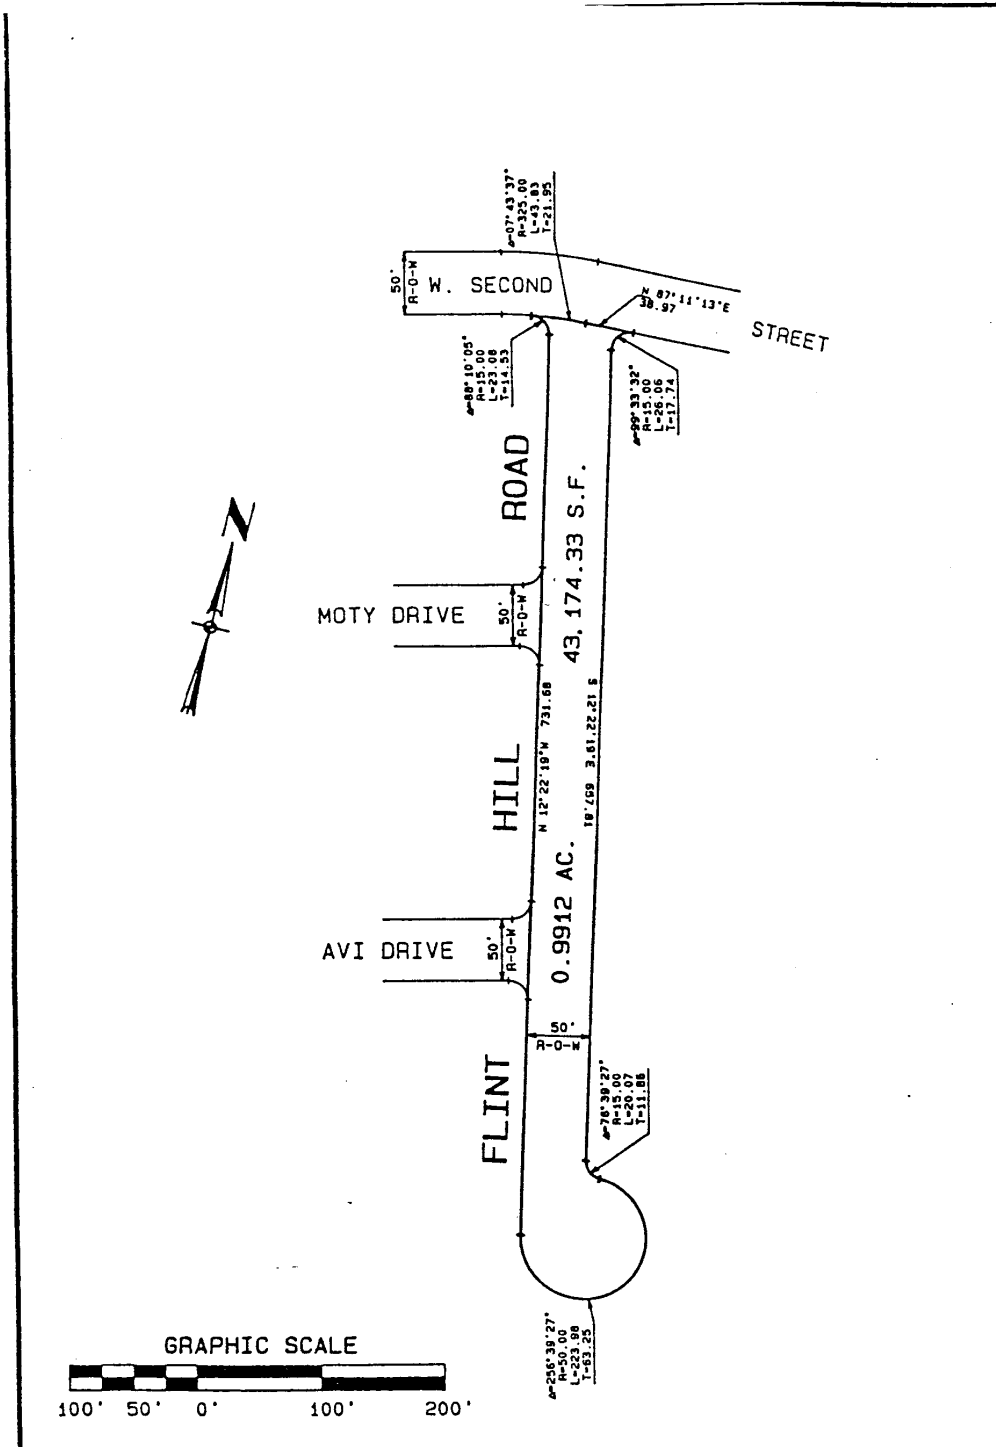 Δ=07°43'37"
R=325.00
L=43.83
T=21.95
50'
R-O-W
W. SECOND
N 87°11'13"E
38.97
STREET
Δ=88°10'05"
R=15.00
L=23.08
T=14.53
Δ=99°33'32"
R=15.00
L=26.06
T=17.74
ROAD
43,174.33 S.F.
N
MOTY DRIVE
50'
R-O-W
N 12°22'19"W 731.68
S 12°22'19"E 657.81
HILL
0.9912 AC.
AVI DRIVE
50'
R-O-W
50'
R-O-W
FLINT
Δ=76°39'27"
R=15.00
L=20.07
T=11.86
Δ=256°39'27"
R=50.00
L=223.98
T=63.25
GRAPHIC SCALE
100' 50' 0' 100' 200'